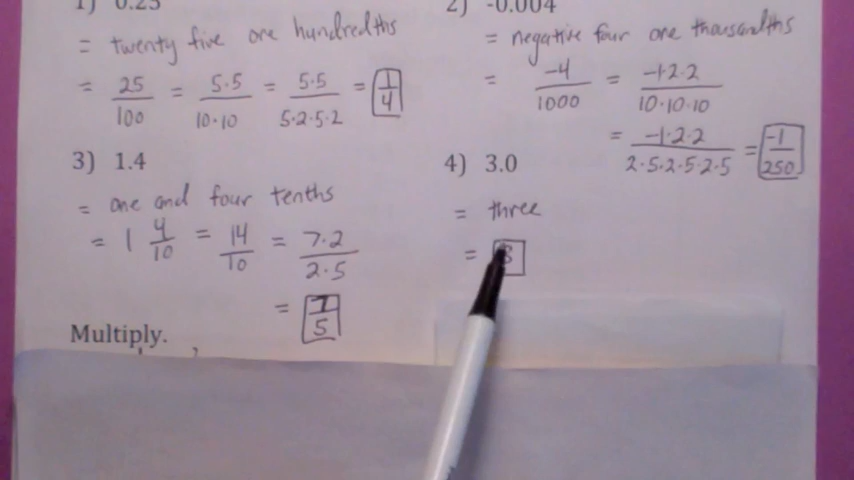 1) 0.25
= twenty five one hundredths
= 25/100 = 5·5/10·10 = 5·5/5·2·5·2 = 1/4
2) -0.004
= negative four one thousandths
= -4/1000 = -1·2·2/10·10·10
= -1·2·2/2·5·2·5·2·5 = -1/250
3) 1.4
= one and four tenths
= 1 4/10 = 14/10 = 7·2/2·5
= 7/5
4) 3.0
= three
= 3
Multiply.